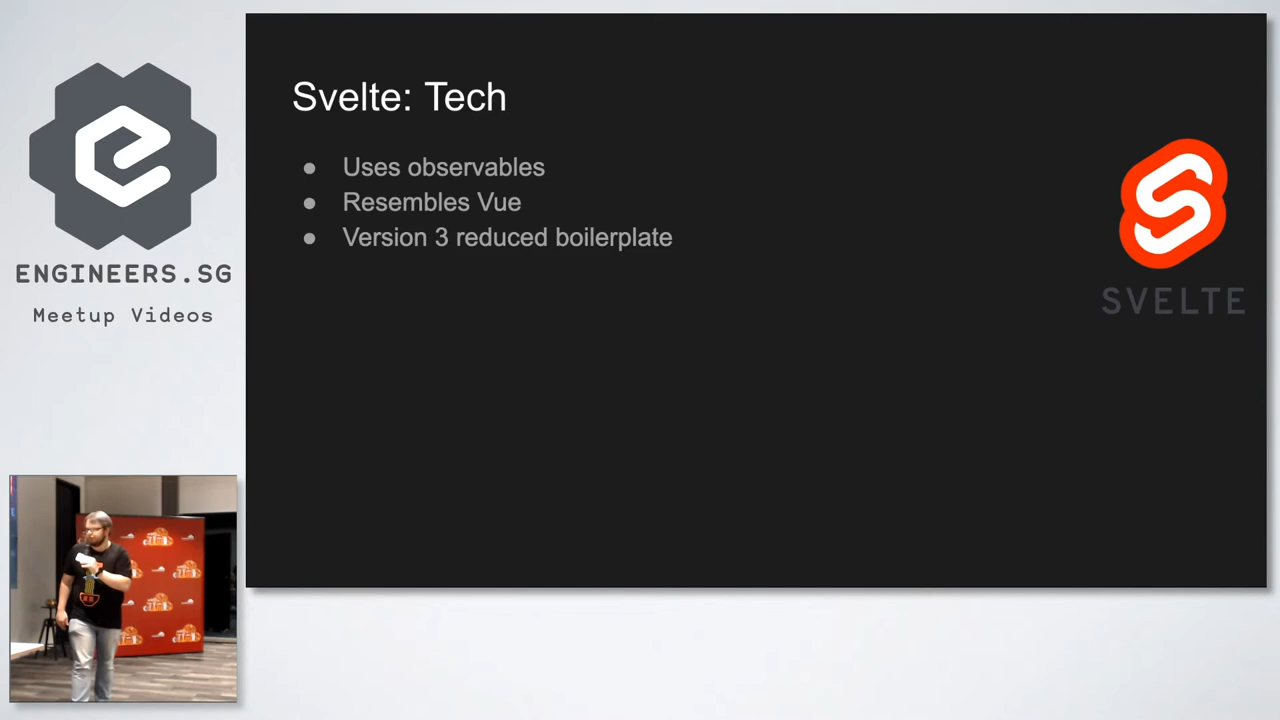 ENGINEERS.SG
Meetup Videos
Svelte: Tech
● Uses observables
● Resembles Vue
● Version 3 reduced boilerplate
SVELTE